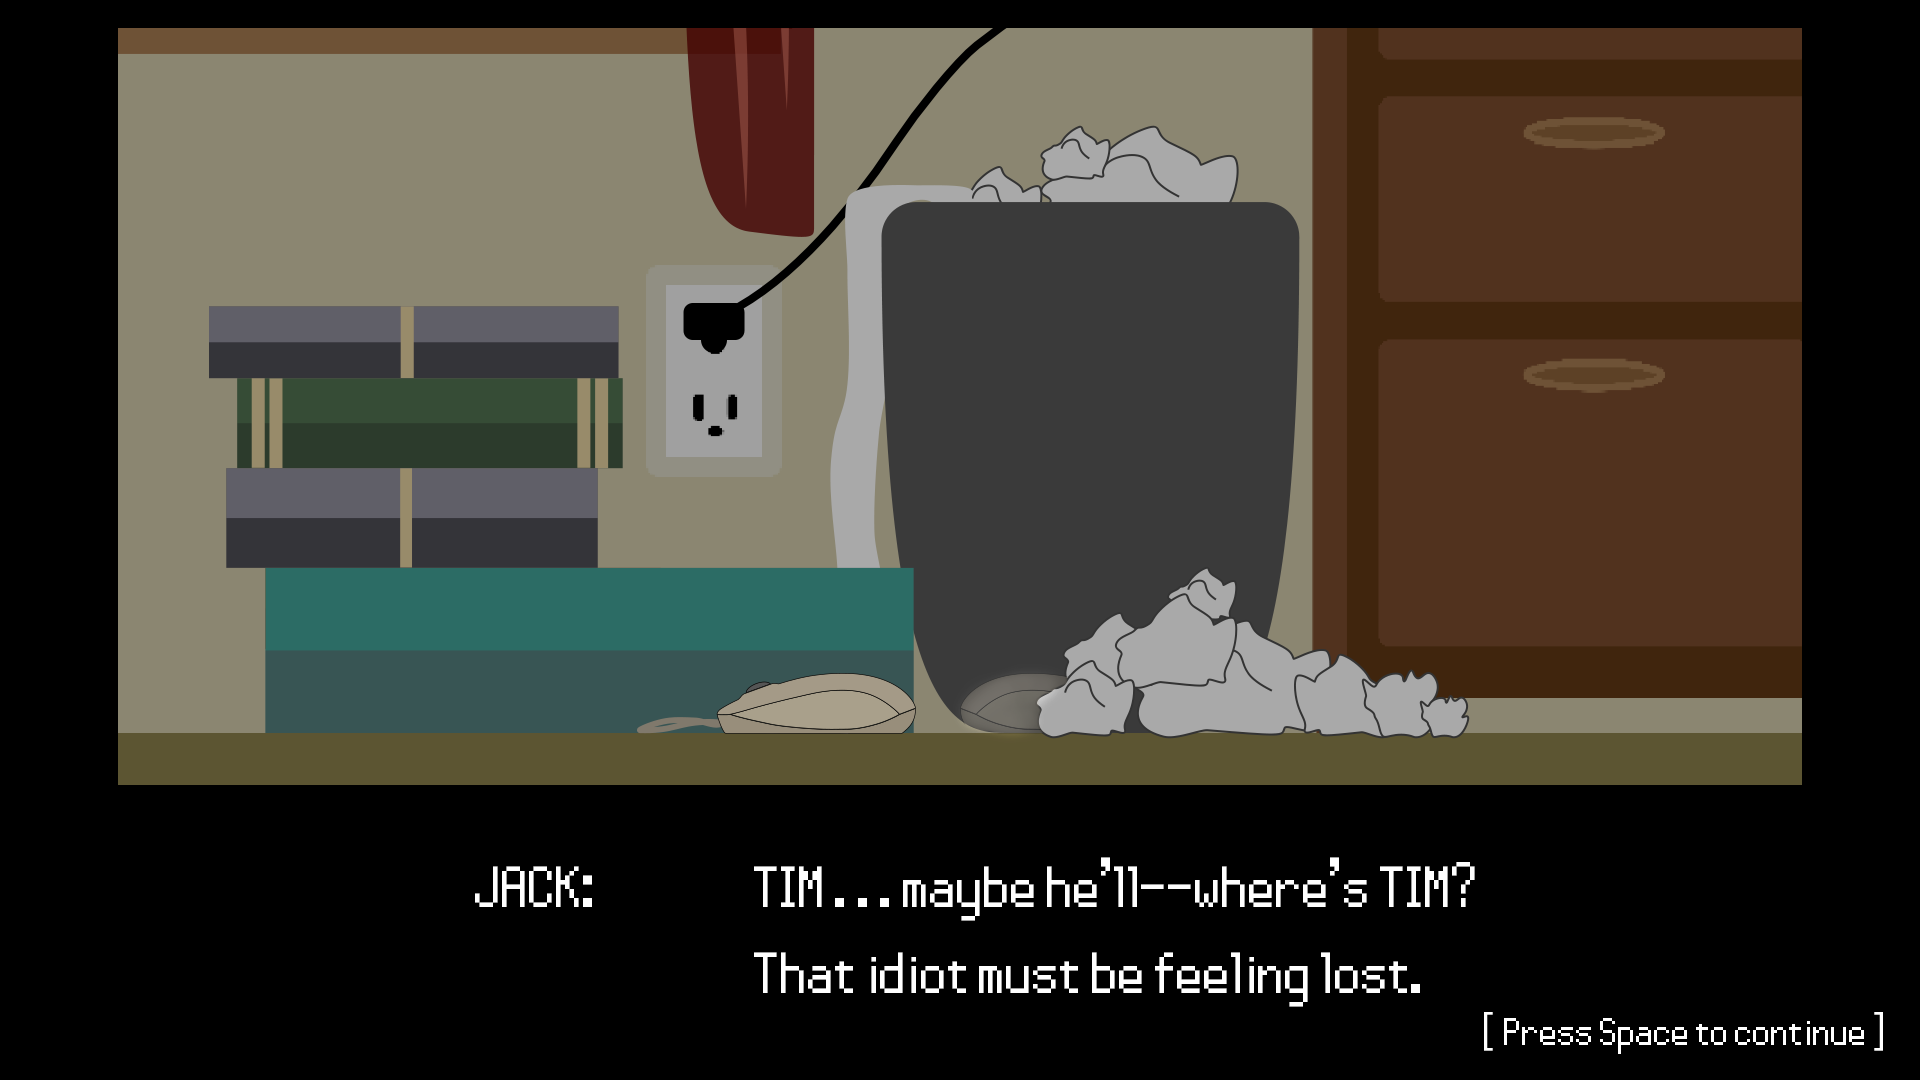 JACK: TIM... maybe he'll--where's TIM?
That idiot must be feeling lost.
[ Press Space to continue ]